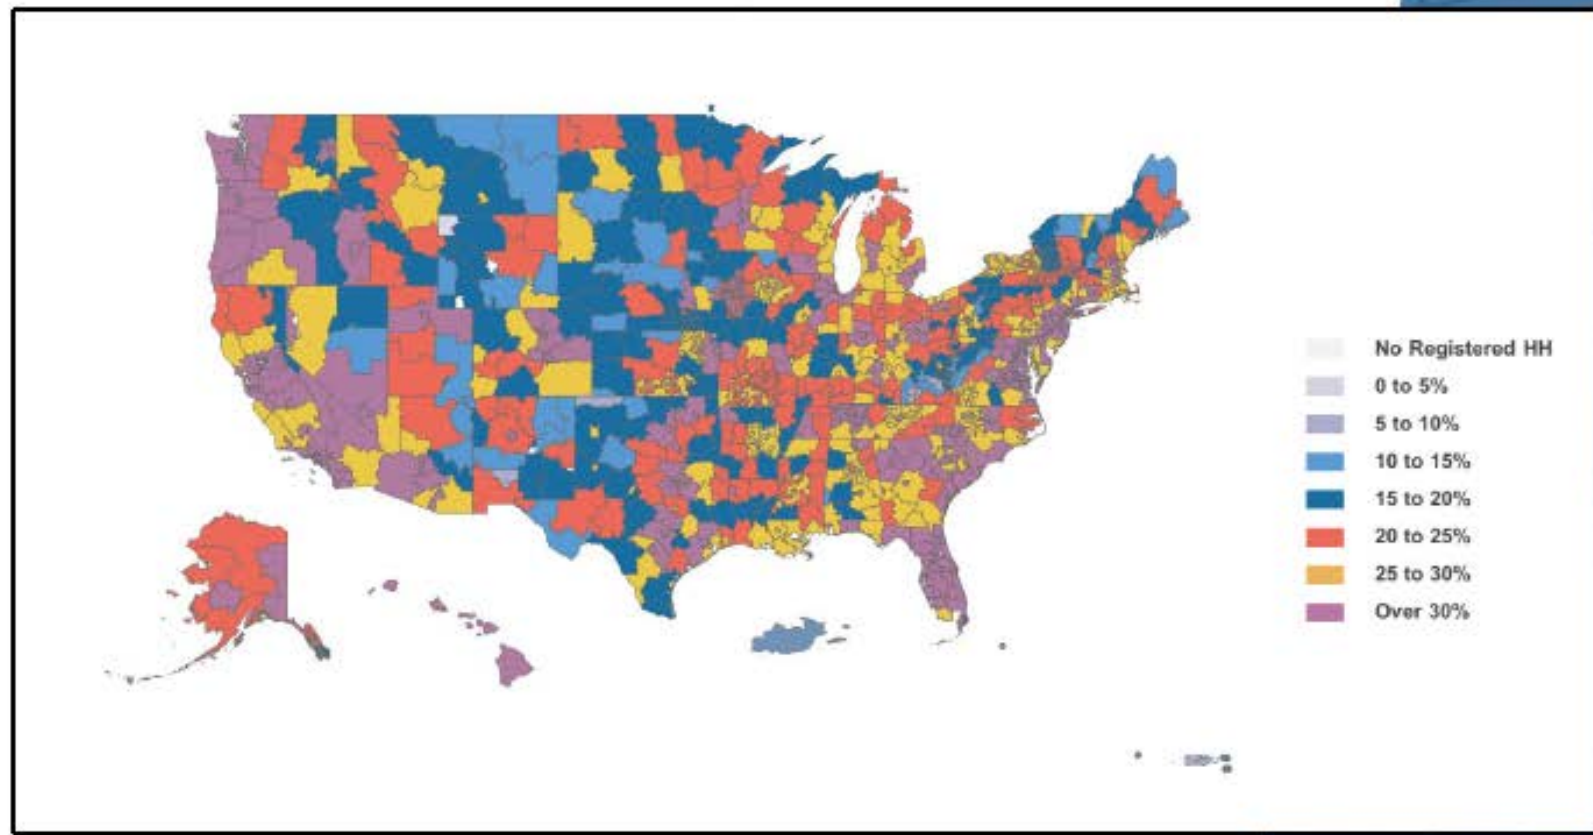 No Registered HH
0 to 5%
5 to 10%
10 to 15%
15 to 20%
20 to 25%
25 to 30%
Over 30%